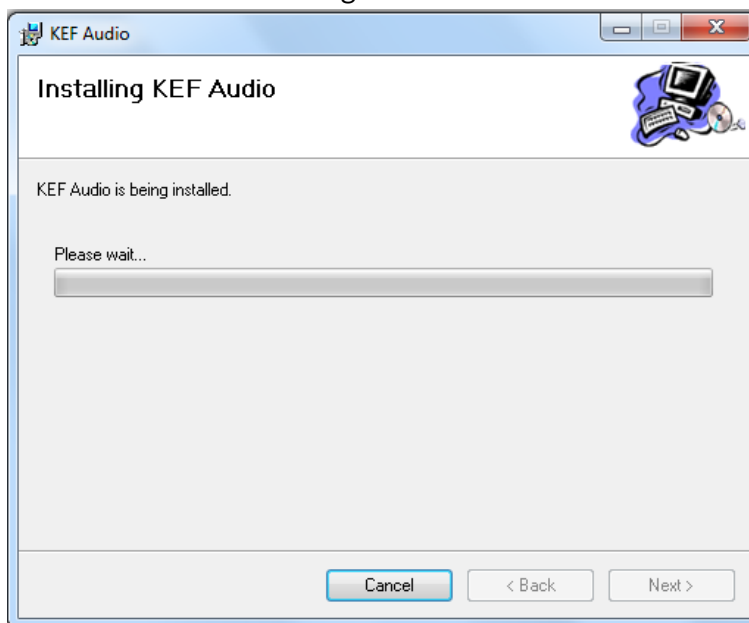 KEF Audio
Installing KEF Audio
KEF Audio is being installed.
Please wait...
Cancel
< Back
Next >